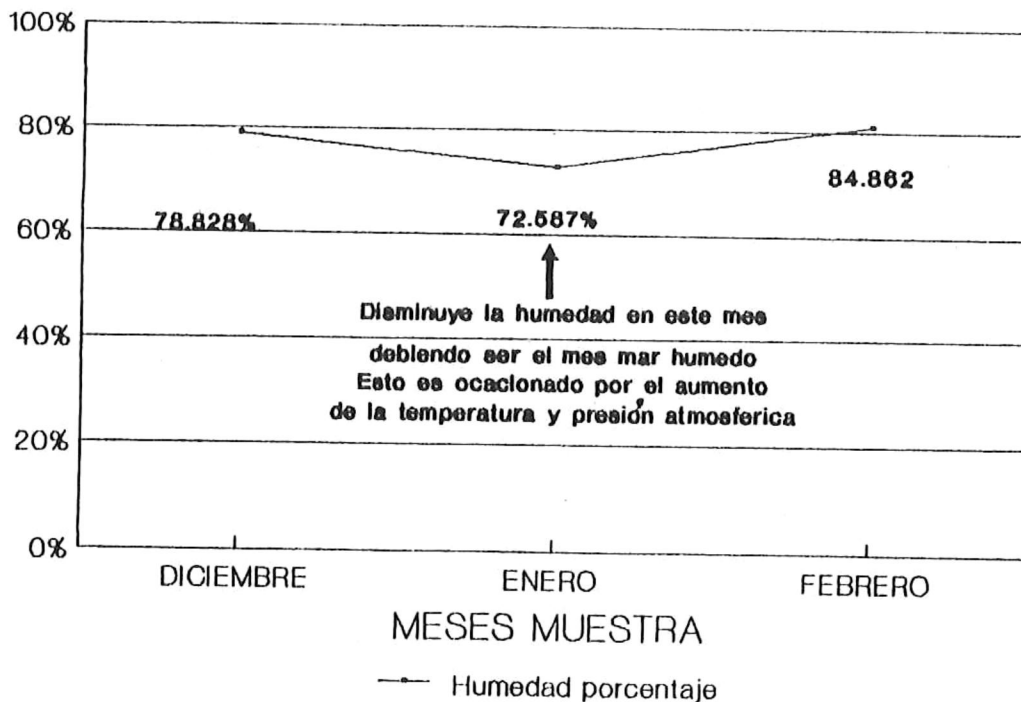 100%
80%
60%
40%
20%
0%
78.828%
72.587%
84.862
Disminuye la humedad en este mes
debiendo ser el mes mar humedo
Esto es ocacionado por el aumento
de la temperatura y presión atmosferica
DICIEMBRE
ENERO
FEBRERO
MESES MUESTRA
Humedad porcentaje